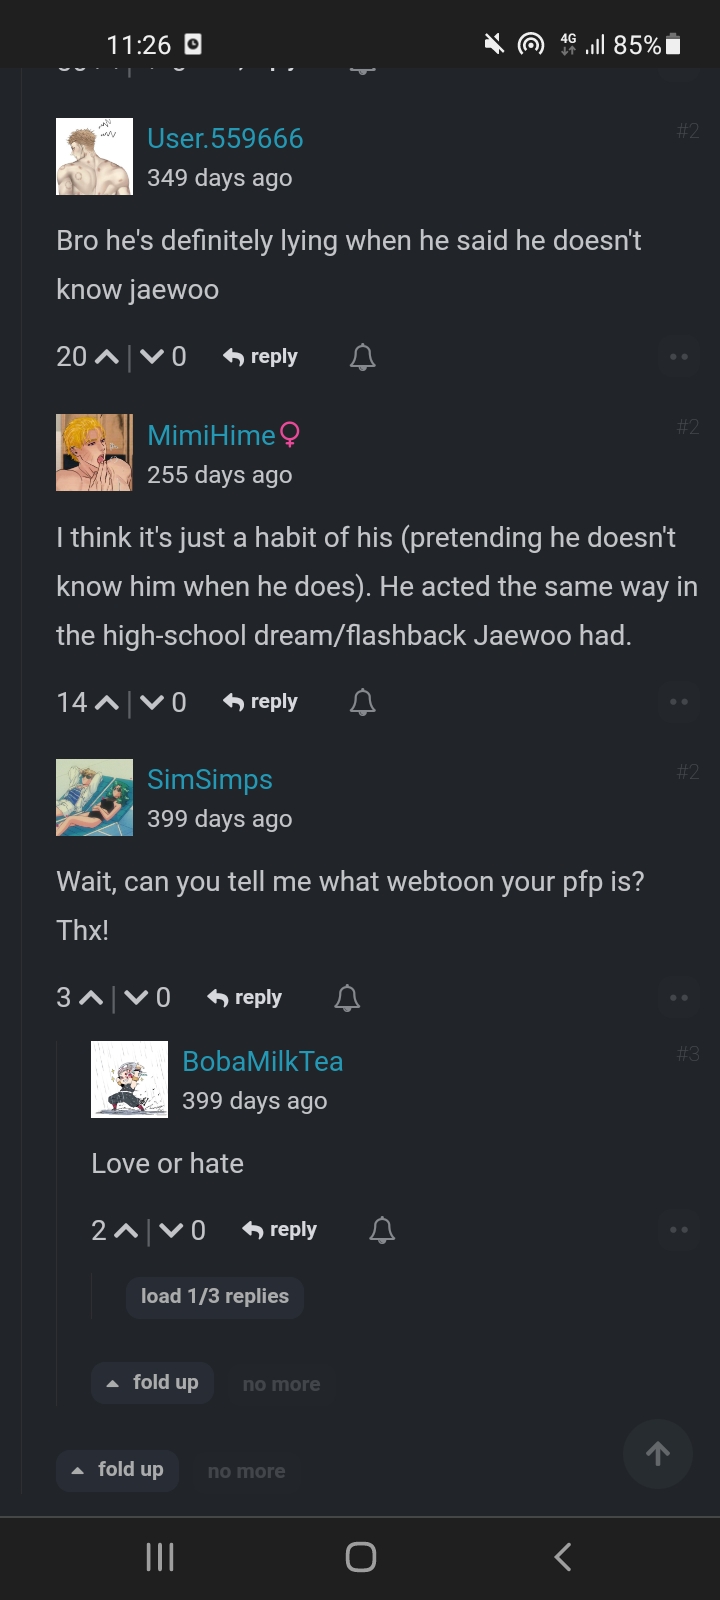 11:26
4G 85%
User.559666 #2
349 days ago
Bro he's definitely lying when he said he doesn't
know jaewoo
20 | 0 reply
MimiHime♀ #2
255 days ago
I think it's just a habit of his (pretending he doesn't
know him when he does). He acted the same way in
the high-school dream/flashback Jaewoo had.
14 | 0 reply
SimSimps #2
399 days ago
Wait, can you tell me what webtoon your pfp is?
Thx!
3 | 0 reply
BobaMilkTea #3
399 days ago
Love or hate
2 | 0 reply
load 1/3 replies
fold up no more
fold up no more